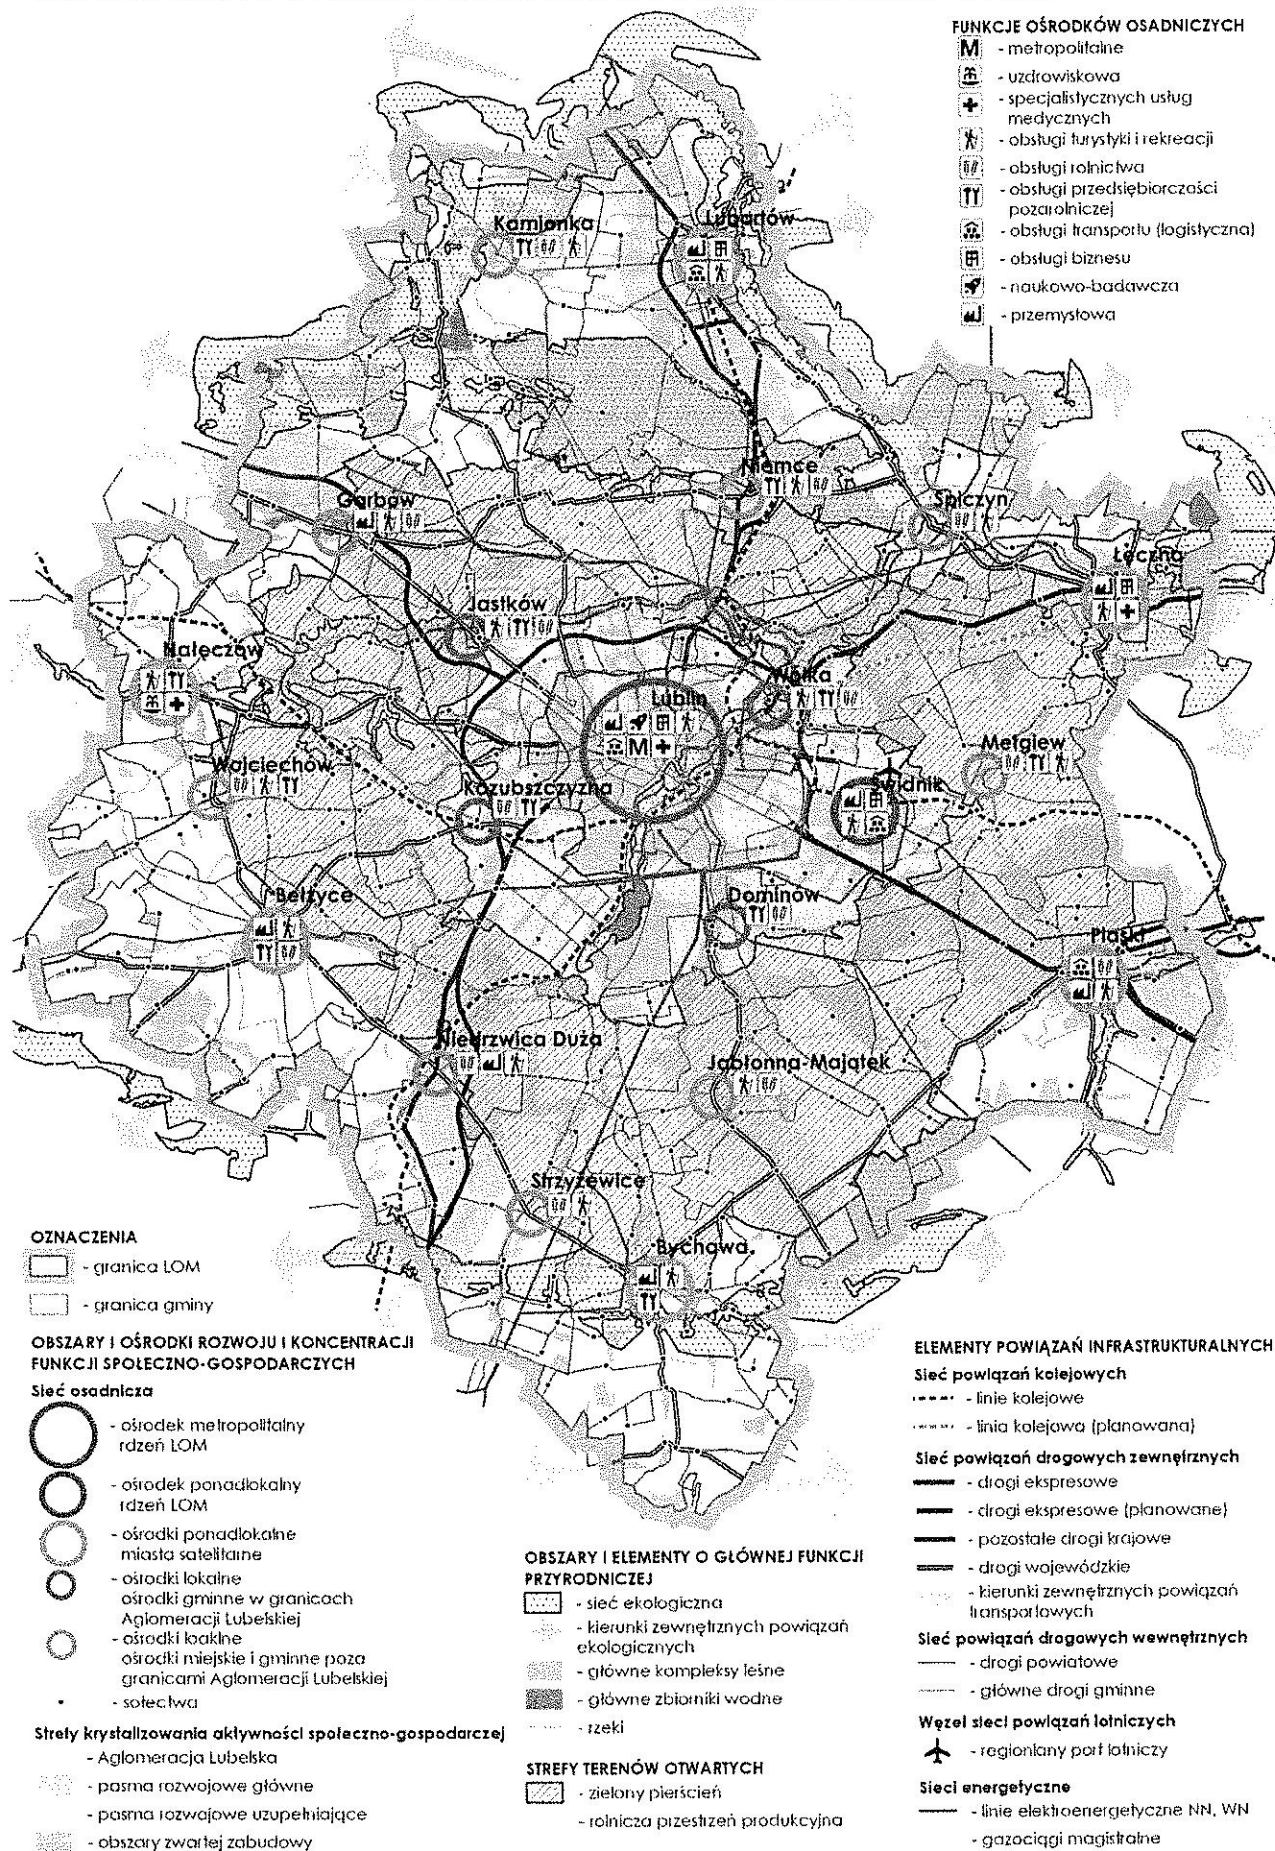 FUNKCJE OŚRODKÓW OSADNICZYCH
M - metropolitalne
- uzdrowiskowa
- specjalistycznych usług
medycznych
- obsługi turystyki i rekreacji
- obsługi rolnictwa
- obsługi przedsiębiorczości
pozarolniczej
- obsługi transportu (logistyczna)
- obsługi biznesu
- naukowo-badawcza
- przemysłowa
Kamionka
Lubartów
Niemce
Garbów
Spiczyn
Łęczna
Jastków
Nałęczów
Wólka
Lublin
M
Mełgiew
Wojciechów
Kozubszczyzna
Świdnik
Bełżyce
Dominów
Piaski
Niedrzwica Duża
Jabłonna-Majątek
Strzyżewice
Bychawa
OZNACZENIA
- granica LOM
- granica gminy
OBSZARY I OŚRODKI ROZWOJU I KONCENTRACJI
FUNKCJI SPOŁECZNO-GOSPODARCZYCH
Sieć osadnicza
- ośrodek metropolitalny
rdzeń LOM
- ośrodek ponadlokalny
rdzeń LOM
- ośrodki ponadlokalne
miasta satelitarne
- ośrodki lokalne
ośrodki gminne w granicach
Aglomeracji Lubelskiej
- ośrodki loaklne
ośrodki miejskie i gminne poza
granicami Aglomeracji Lubelskiej
- sołectwa
Strefy krystalizowania aktywności społeczno-gospodarczej
- Aglomeracja Lubelska
- pasma rozwojowe główne
- pasma rozwojowe uzupełniające
- obszary zwartej zabudowy
OBSZARY I ELEMENTY O GŁÓWNEJ FUNKCJI
PRZYRODNICZEJ
- sieć ekologiczna
- kierunki zewnętrznych powiązań
ekologicznych
- główne kompleksy leśne
- główne zbiorniki wodne
- rzeki
STREFY TERENÓW OTWARTYCH
- zielony pierścień
- rolnicza przestrzeń produkcyjna
ELEMENTY POWIĄZAŃ INFRASTRUKTURALNYCH
Sieć powiązań kolejowych
- linie kolejowe
- linia kolejowa (planowana)
Sieć powiązań drogowych zewnętrznych
- drogi ekspresowe
- drogi ekspresowe (planowane)
- pozostałe drogi krajowe
- drogi wojewódzkie
- kierunki zewnętrznych powiązań
transportowych
Sieć powiązań drogowych wewnętrznych
- drogi powiatowe
- główne drogi gminne
Węzeł sieci powiązań lotniczych
- regionlany port lotniczy
Sieci energetyczne
- linie elektroenergetyczne NN, WN
- gazociągi magistralne